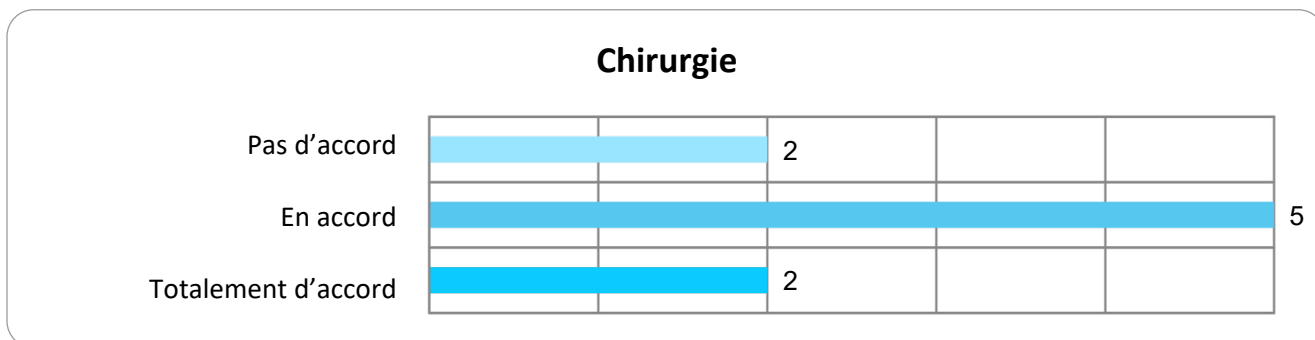 Chirurgie
Pas d’accord 2
En accord 5
Totalement d’accord 2